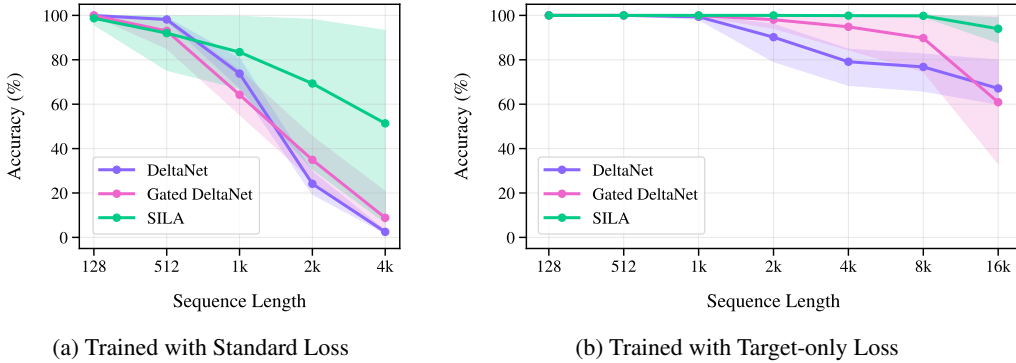 100
80
60
40
20
0
Accuracy (%)
DeltaNet
Gated DeltaNet
SILA
128 512 1k 2k 4k
Sequence Length
(a) Trained with Standard Loss
100
80
60
40
20
0
Accuracy (%)
DeltaNet
Gated DeltaNet
SILA
128 512 1k 2k 4k 8k 16k
Sequence Length
(b) Trained with Target-only Loss